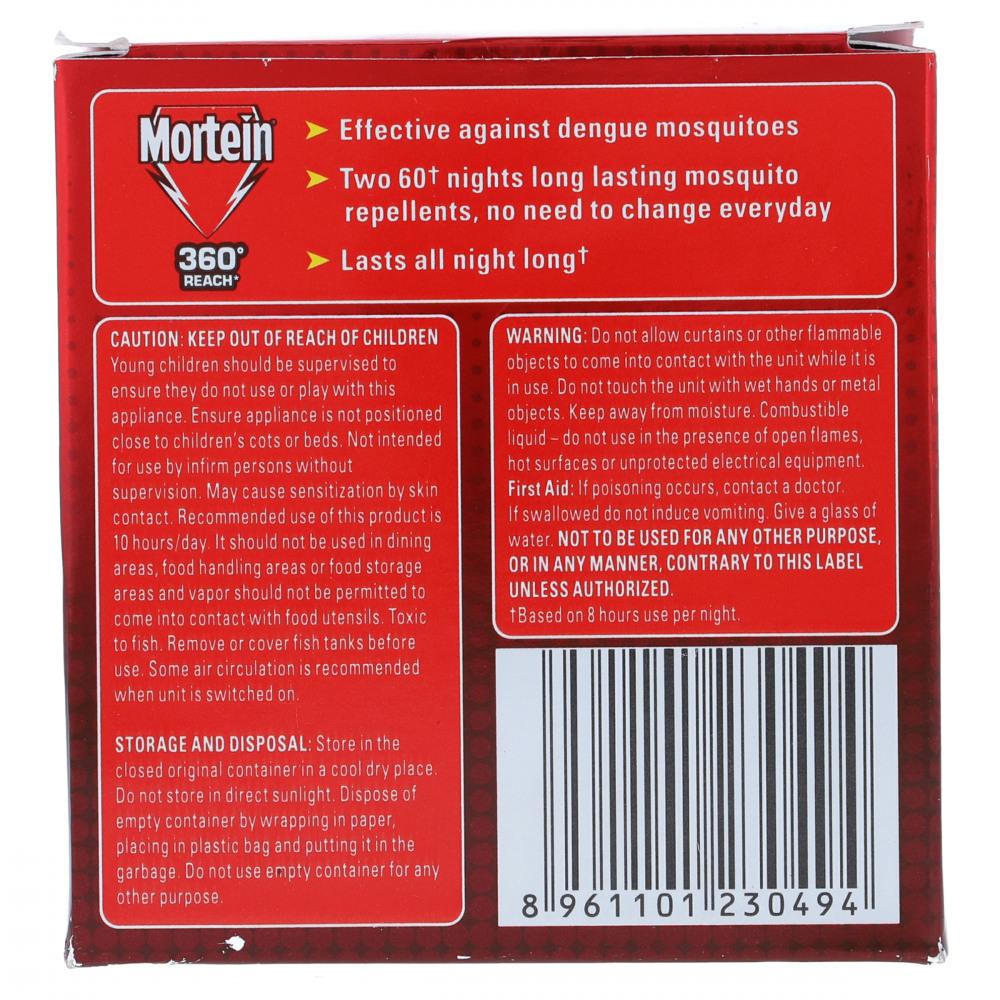 Mortein
360°
REACH*
Effective against dengue mosquitoes
Two 60† nights long lasting mosquito
repellents, no need to change everyday
Lasts all night long†
CAUTION: KEEP OUT OF REACH OF CHILDREN
Young children should be supervised to
ensure they do not use or play with this
appliance. Ensure appliance is not positioned
close to children's cots or beds. Not intended
for use by infirm persons without
supervision. May cause sensitization by skin
contact. Recommended use of this product is
10 hours/day. It should not be used in dining
areas, food handling areas or food storage
areas and vapor should not be permitted to
come into contact with food utensils. Toxic
to fish. Remove or cover fish tanks before
use. Some air circulation is recommended
when unit is switched on.
STORAGE AND DISPOSAL: Store in the
closed original container in a cool dry place.
Do not store in direct sunlight. Dispose of
empty container by wrapping in paper,
placing in plastic bag and putting it in the
garbage. Do not use empty container for any
other purpose.
WARNING: Do not allow curtains or other flammable
objects to come into contact with the unit while it is
in use. Do not touch the unit with wet hands or metal
objects. Keep away from moisture. Combustible
liquid – do not use in the presence of open flames,
hot surfaces or unprotected electrical equipment.
First Aid: If poisoning occurs, contact a doctor.
If swallowed do not induce vomiting. Give a glass of
water. NOT TO BE USED FOR ANY OTHER PURPOSE,
OR IN ANY MANNER, CONTRARY TO THIS LABEL
UNLESS AUTHORIZED.
†Based on 8 hours use per night.
8 961101 230494